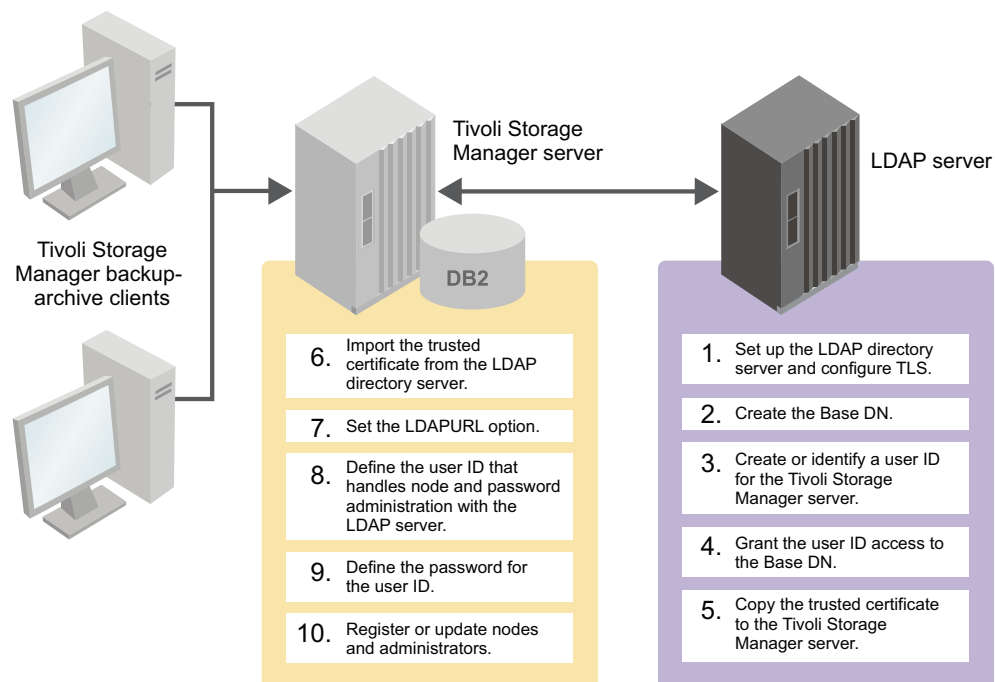 Tivoli Storage
Manager server
LDAP server
Tivoli Storage
Manager backup-
archive clients
DB2
6. Import the trusted
certificate from the LDAP
directory server.
7. Set the LDAPURL option.
8. Define the user ID that
handles node and password
administration with the
LDAP server.
9. Define the password for
the user ID.
10. Register or update nodes
and administrators.
1. Set up the LDAP directory
server and configure TLS.
2. Create the Base DN.
3. Create or identify a user ID
for the Tivoli Storage
Manager server.
4. Grant the user ID access to
the Base DN.
5. Copy the trusted certificate
to the Tivoli Storage
Manager server.